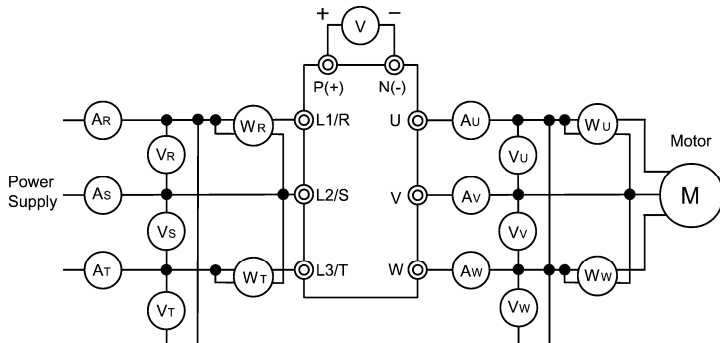 + V −
P(+) N(-)
AR WR L1/R U AU WU Motor
VR VU
Power Supply AS L2/S V AV M
VS VV
AT WT L3/T W AW WW
VT VW